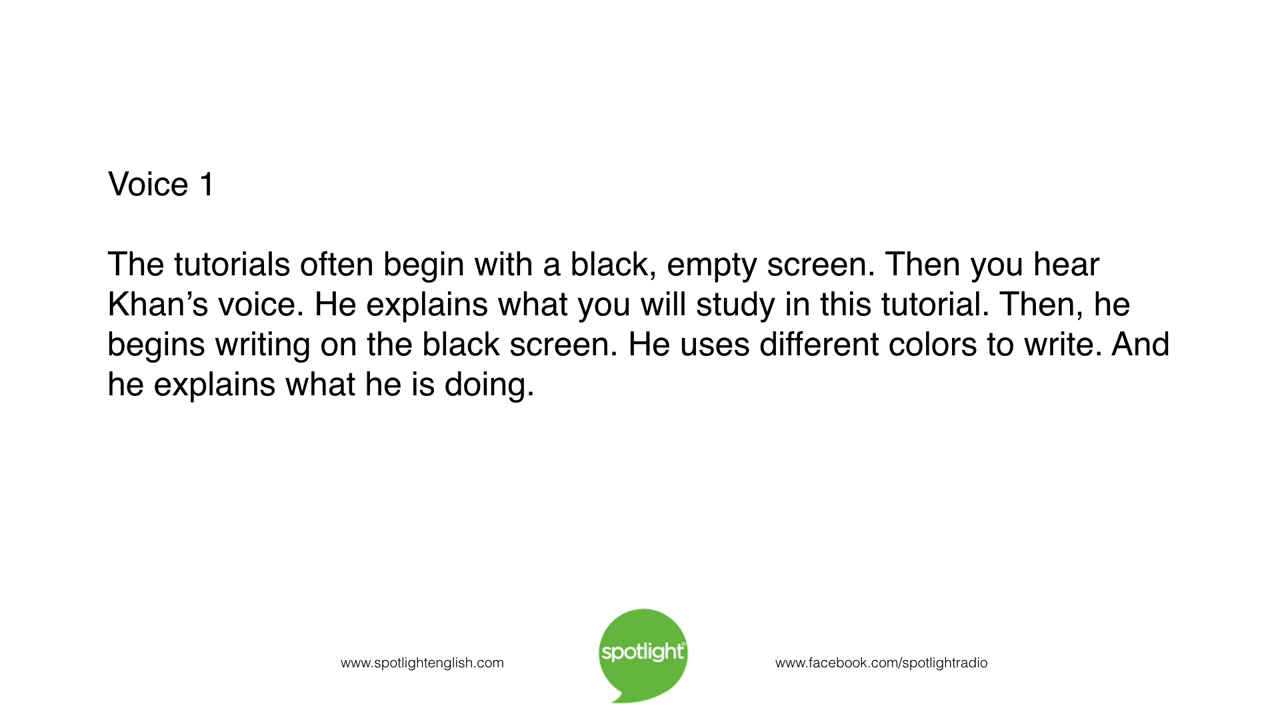 Voice 1
The tutorials often begin with a black, empty screen. Then you hear
Khan’s voice. He explains what you will study in this tutorial. Then, he
begins writing on the black screen. He uses different colors to write. And
he explains what he is doing.
www.spotlightenglish.com
spotlight®
www.facebook.com/spotlightradio